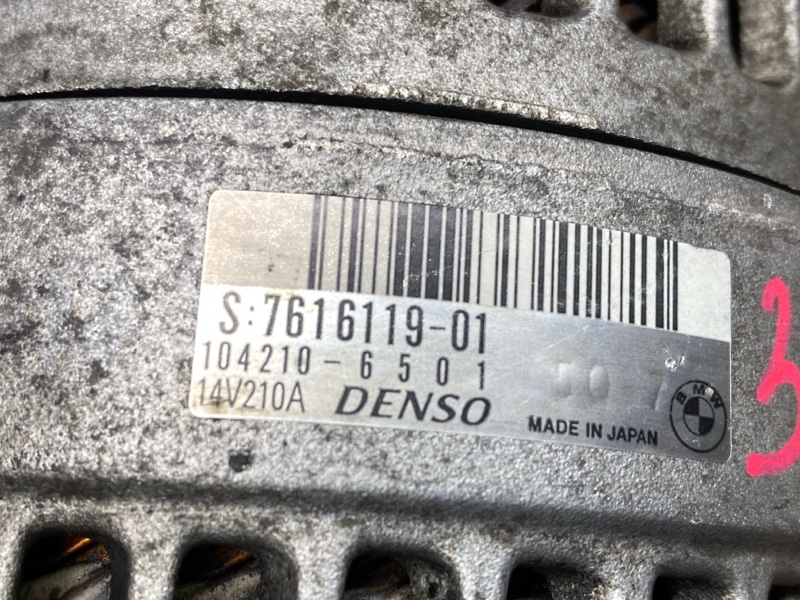 S:7616119-01
104210-6501
14V210A DENSO MADE IN JAPAN
BMW
3